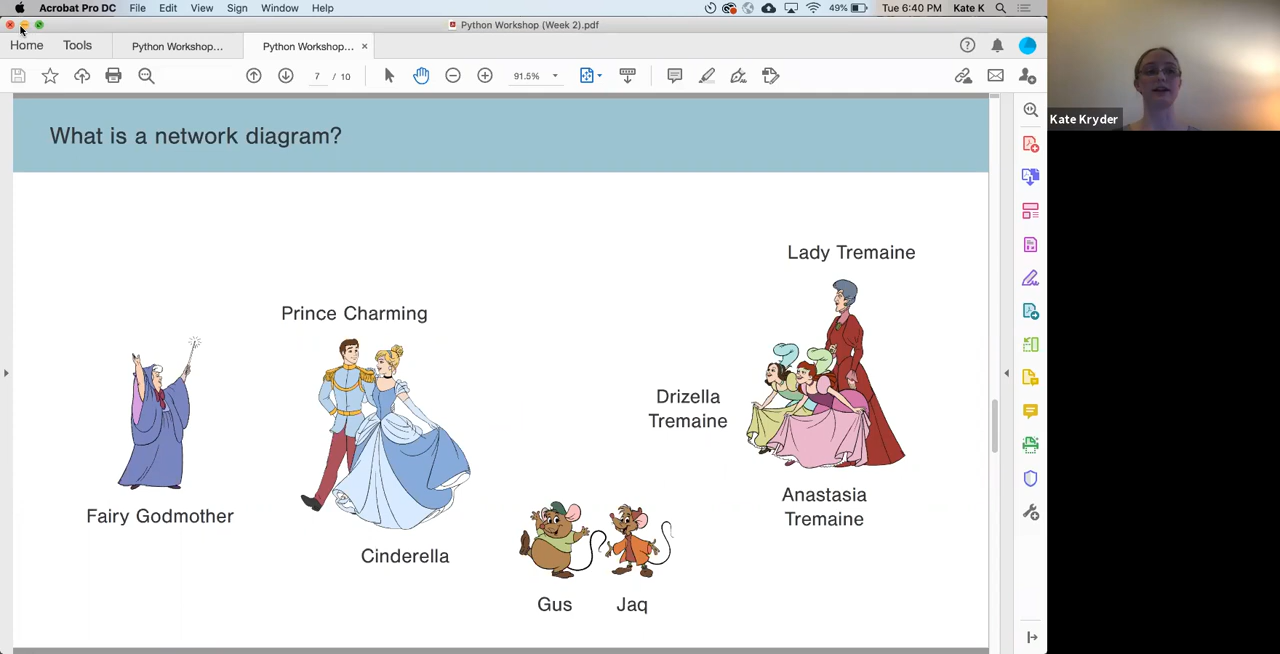 Acrobat Pro DC File Edit View Sign Window Help 49% Tue 6:40 PM Kate K
Python Workshop (Week 2).pdf
Home Tools Python Workshop... Python Workshop... ×
7 / 10 91.5%
Kate Kryder
What is a network diagram?
Lady Tremaine
Prince Charming
Drizella
Tremaine
Anastasia
Tremaine
Fairy Godmother
Cinderella
Gus Jaq